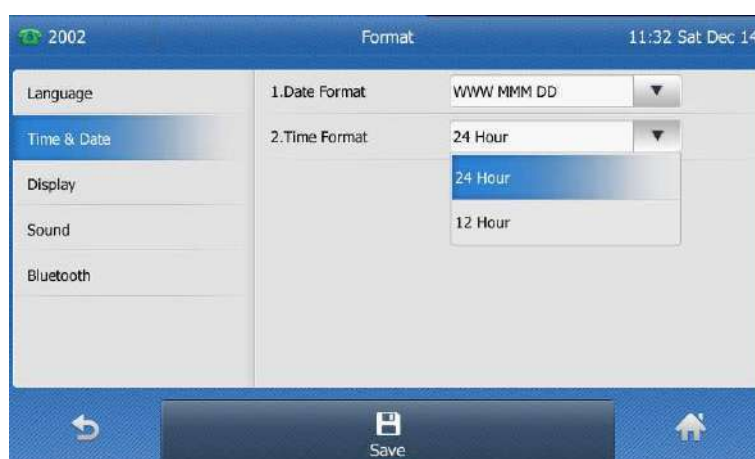 2002 Format 11:32 Sat Dec 14
Language 1.Date Format WWW MMM DD
Time & Date 2.Time Format 24 Hour
Display 24 Hour
Sound 12 Hour
Bluetooth
Save